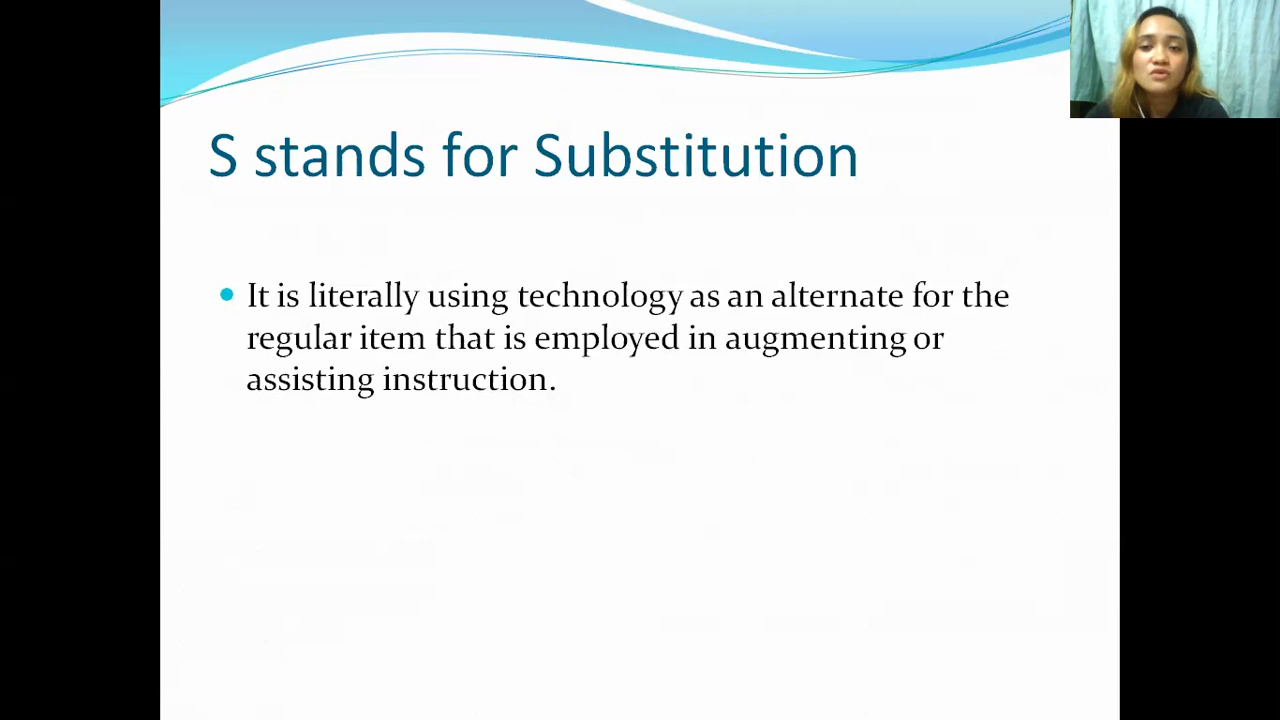 S stands for Substitution
It is literally using technology as an alternate for the
regular item that is employed in augmenting or
assisting instruction.